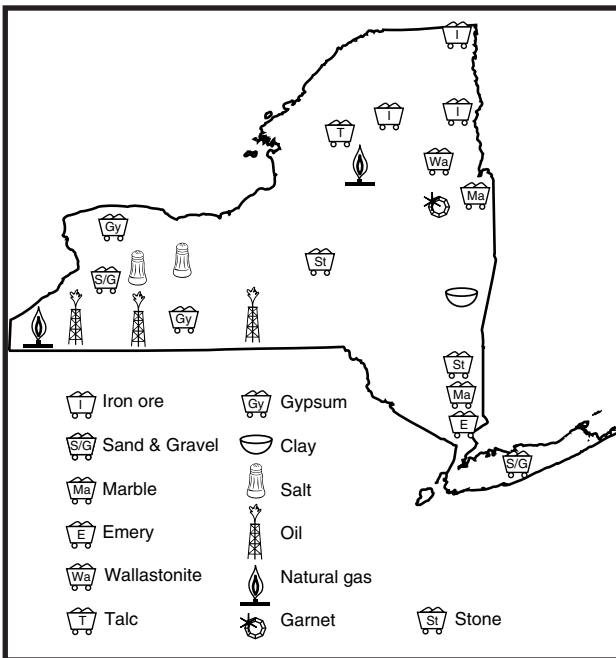 I
I
I
T
Wa
Ma
Gy
St
S/G
Gy
St
Ma
E
S/G
I Iron ore
Gy Gypsum
S/G Sand & Gravel
Clay
Ma Marble
Salt
E Emery
Oil
Wa Wallastonite
Natural gas
T Talc
Garnet
St Stone